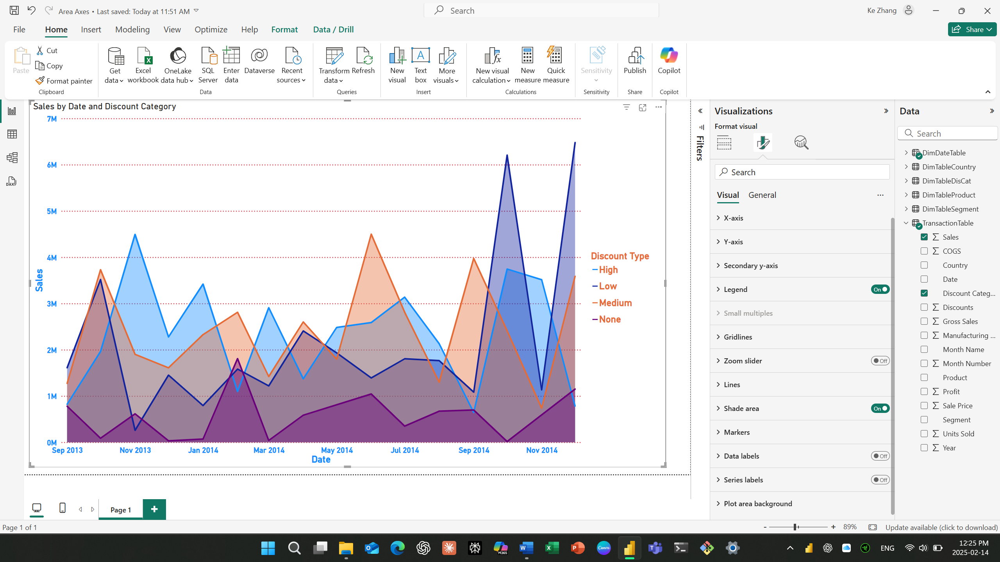 Area Axes • Last saved: Today at 11:51 AM
Search
Ke Zhang
File
Home
Insert
Modeling
View
Optimize
Help
Format
Data / Drill
Share
Paste
Cut
Copy
Format painter
Clipboard
Get
data
Excel
workbook
OneLake
data hub
SQL
Server
Enter
data
Dataverse
Recent
sources
Data
Transform
data
Refresh
Queries
New
visual
Text
box
More
visuals
Insert
New visual
calculation
New
measure
Quick
measure
Calculations
Sensitivity
Sensitivity
Publish
Share
Copilot
Copilot
Sales by Date and Discount Category
7M
6M
5M
4M
3M
2M
1M
0M
Sales
Sep 2013
Nov 2013
Jan 2014
Mar 2014
May 2014
Jul 2014
Sep 2014
Nov 2014
Date
Discount Type
High
Low
Medium
None
Filters
Visualizations
Format visual
Search
Visual
General
X-axis
Y-axis
Secondary y-axis
Legend
On
Small multiples
Gridlines
Zoom slider
Off
Lines
Shade area
On
Markers
Data labels
Off
Series labels
Off
Plot area background
Data
Search
DimDateTable
DimTableCountry
DimTableDisCat
DimTableProduct
DimTableSegment
TransactionTable
Sales
COGS
Country
Date
Discount Categ...
Discounts
Gross Sales
Manufacturing ...
Month Name
Month Number
Product
Profit
Sale Price
Segment
Units Sold
Year
DAX
Page 1
Page 1 of 1
- + 89%
Update available (click to download)
M365
Canva
ENG
12:25 PM
2025-02-14